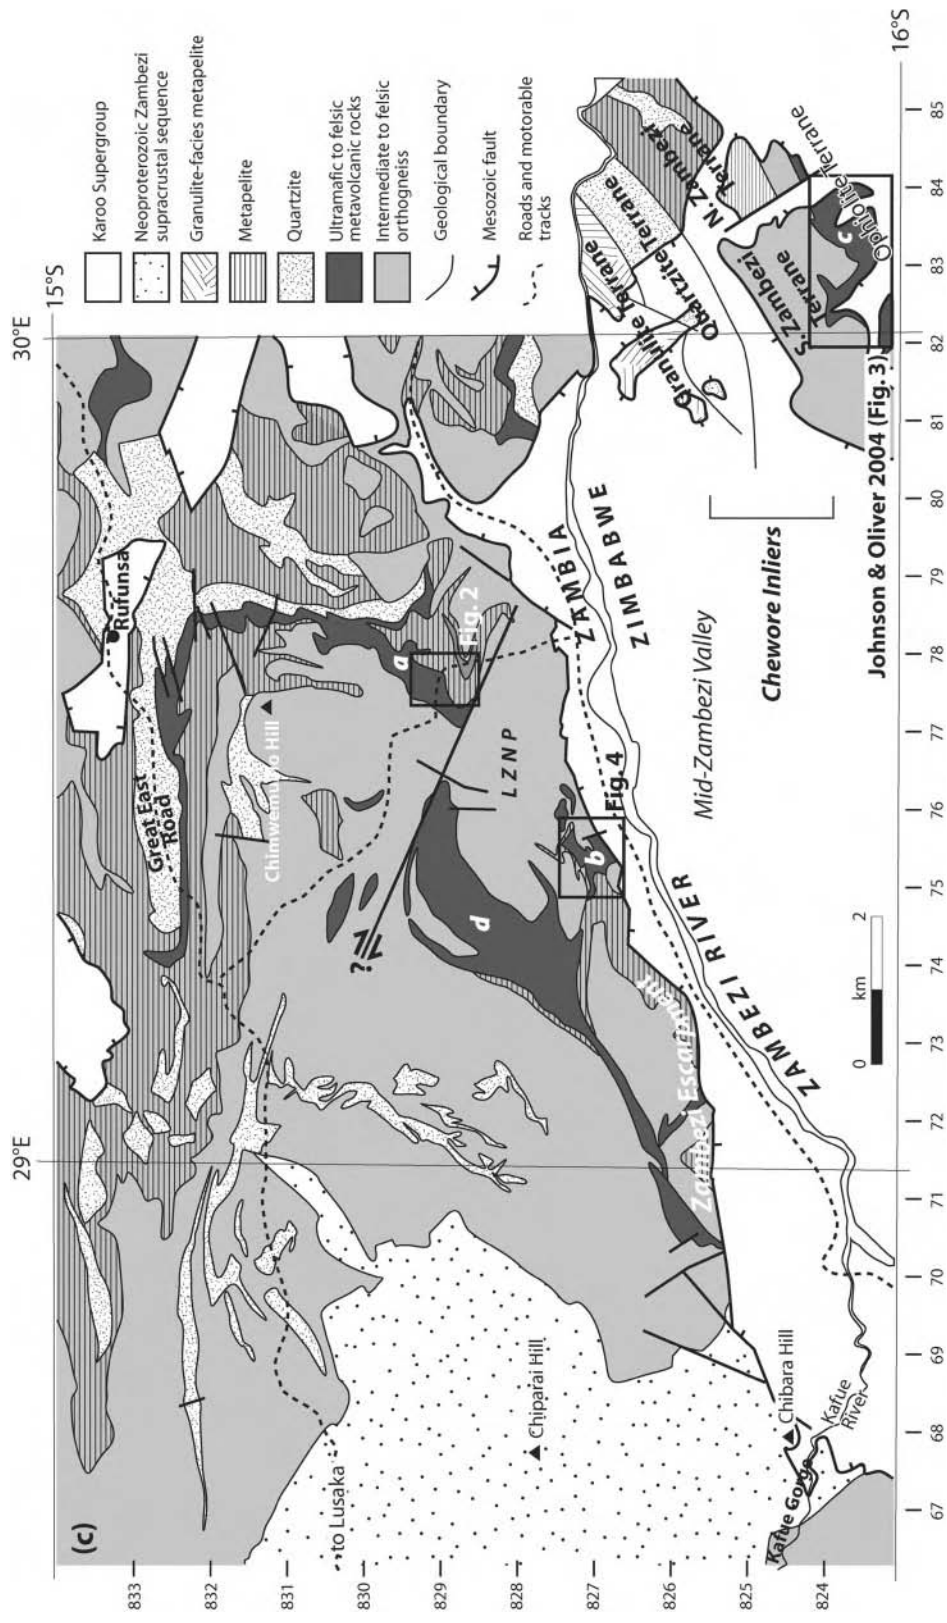 (c)
29°E
30°E
15°S
16°S
833
832
831
830
829
828
827
826
825
824
67
68
69
70
71
72
73
74
75
76
77
78
79
80
81
82
83
84
85
to Lusaka
Great East
Road
Rufunsa
Chimwemulo Hill
a
Fig. 2
?
LZNP
d
b
Fig. 4
Zambezi Escarpment
Chiparai Hill
Chibara Hill
Kafue
River
Kafue Gorge
ZAMBEZI RIVER
ZAMBIA
ZIMBABWE
Mid-Zambezi Valley
Chewore Inliers
0 km 2
Granulite Terrane
Quartzite Terrane
N. Zambezi
Terrane
S. Zambezi
Terrane
c
Ophiolite Terrane
Johnson & Oliver 2004 (Fig. 3)
Karoo Supergroup
Neoproterozoic Zambezi
supracrustal sequence
Granulite-facies metapelite
Metapelite
Quartzite
Ultramafic to felsic
metavolcanic rocks
Intermediate to felsic
orthogneiss
Geological boundary
Mesozoic fault
Roads and motorable
tracks